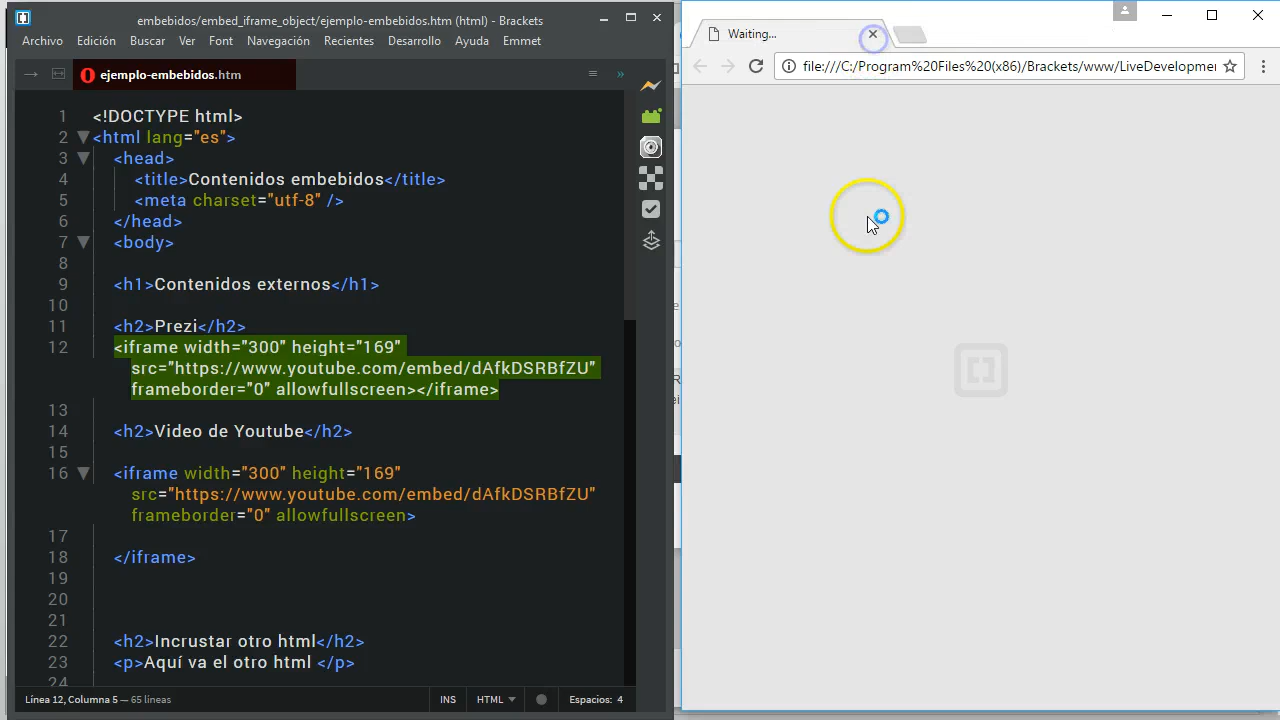 embebidos/embed_iframe_object/ejemplo-embebidos.htm (html) - Brackets
Archivo Edición Buscar Ver Fmt Navegación Recientes Desarrollo Ayuda Emmet
ejemplo-embebidos.htm
1 <!DOCTYPE html>
2 <html lang="es">
3 <head>
4 <title>Contenidos embebidos</title>
5 <meta charset="utf-8" />
6 </head>
7 <body>
8
9 <h1>Contenidos externos</h1>
10
11 <h2>Prezi</h2>
12 <iframe width="300" height="169"
src="https://www.youtube.com/embed/dAfkDSRBfZU"
frameborder="0" allowfullscreen></iframe>
13
14 <h2>Video de Youtube</h2>
15
16 <iframe width="300" height="169"
src="https://www.youtube.com/embed/dAfkDSRBfZU"
frameborder="0" allowfullscreen>
17
18 </iframe>
19
20
21
22 <h2>Incrustar otro html</h2>
23 <p>Aquí va el otro html </p>
24
Línea 12, Columna 5 — 65 líneas INS HTML Espacios: 4
Waiting...
file:///C:/Program%20Files%20(x86)/Brackets/www/LiveDevelopmen